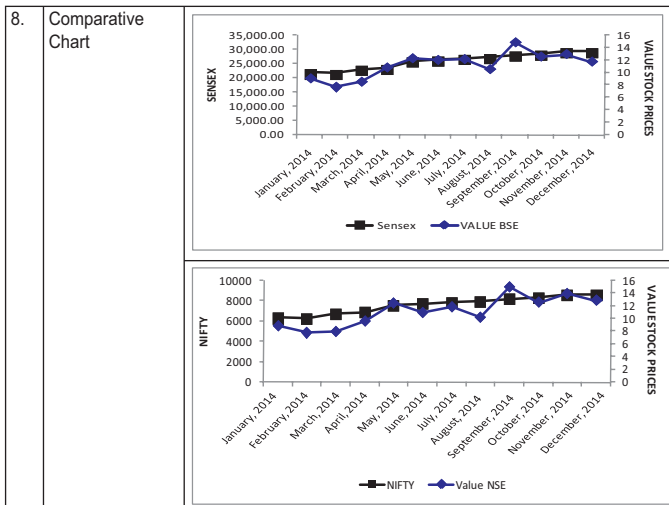 8. Comparative
Chart
35,000.00
30,000.00
25,000.00
20,000.00
15,000.00
10,000.00
5,000.00
0.00
SENSEX
16
14
12
10
8
6
4
2
0
VALUE STOCK PRICES
January, 2014
February, 2014
March, 2014
April, 2014
May, 2014
June, 2014
July, 2014
August, 2014
September, 2014
October, 2014
November, 2014
December, 2014
Sensex VALUE BSE
10000
8000
6000
4000
2000
0
NIFTY
16
14
12
10
8
6
4
2
0
VALUE STOCK PRICES
January, 2014
February, 2014
March, 2014
April, 2014
May, 2014
June, 2014
July, 2014
August, 2014
September, 2014
October, 2014
November, 2014
December, 2014
NIFTY Value NSE